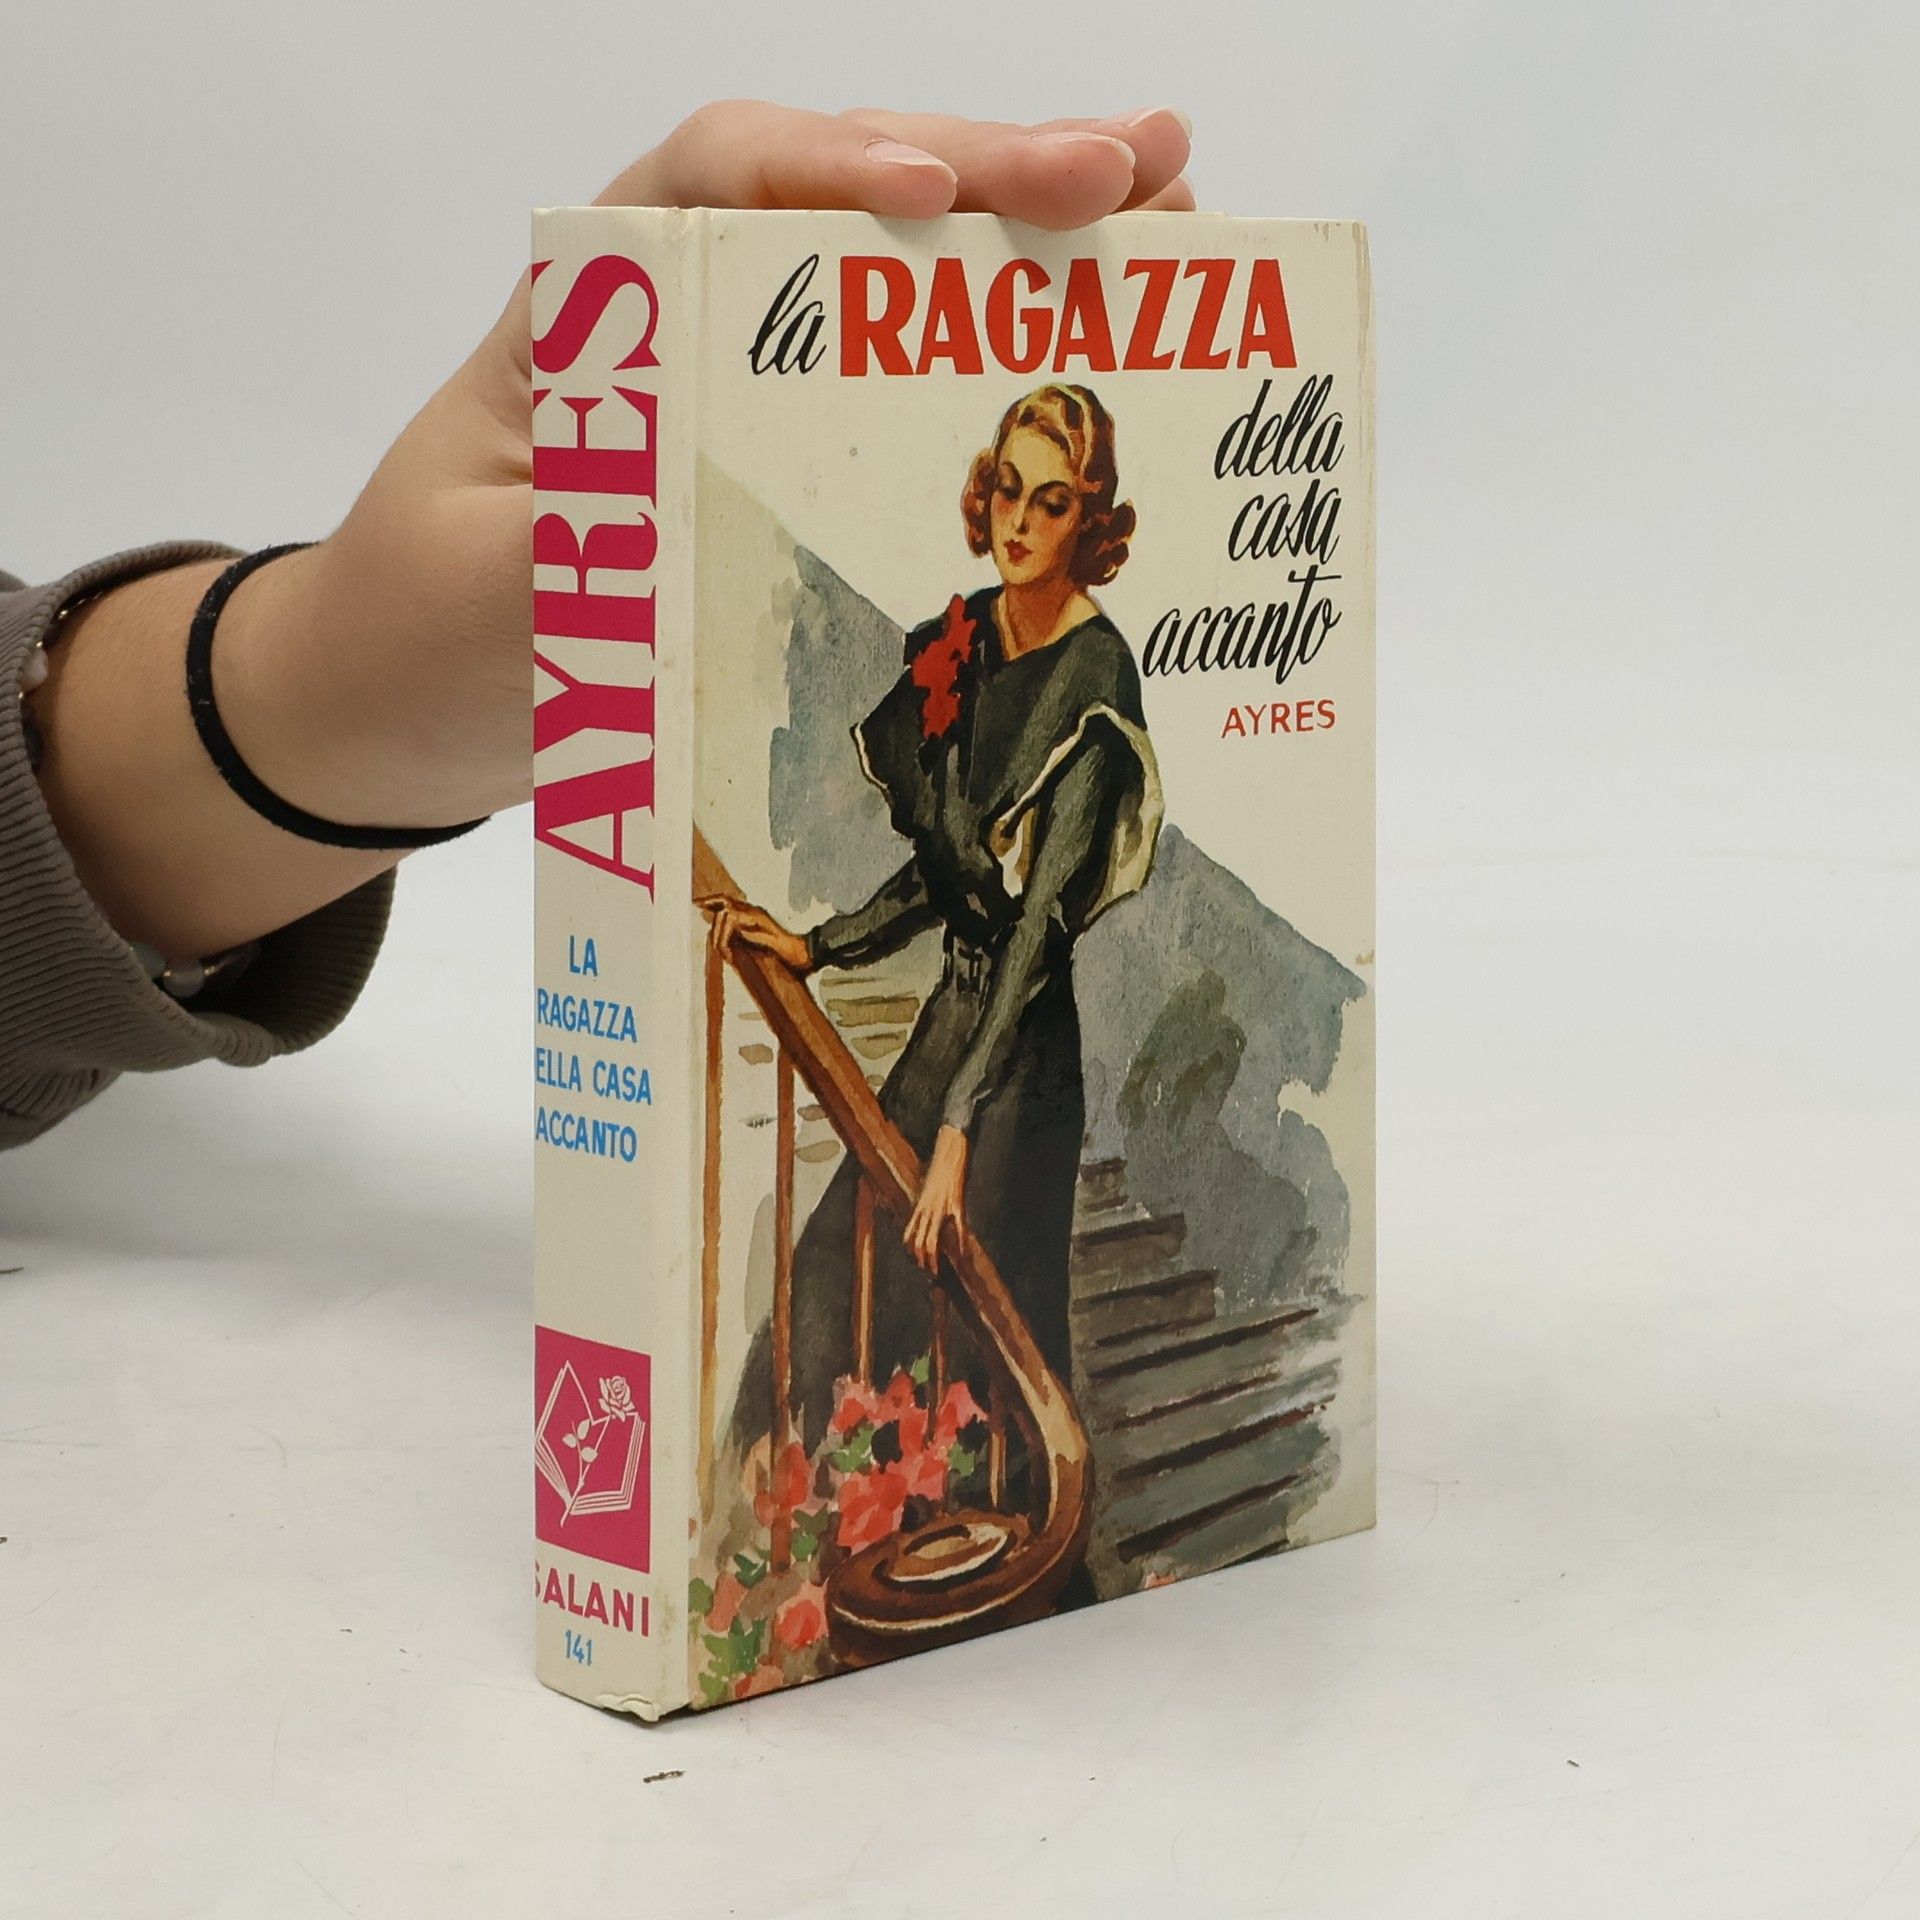 AYRES
LA
RAGAZZA
ELLA CASA
ACCANTO
SALANI
141
la RAGAZZA
della
casa
accanto
AYRES